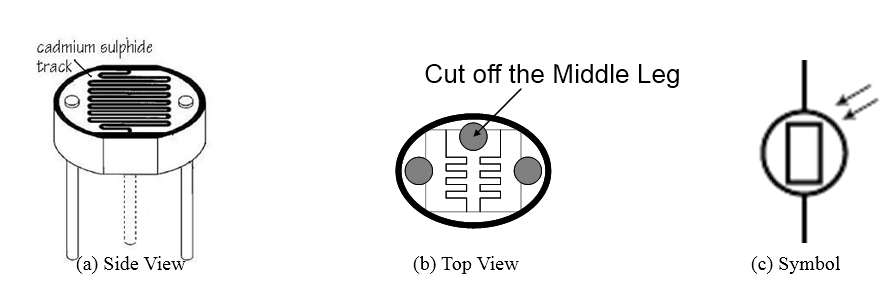 cadmium sulphide
track
Cut off the Middle Leg
(a) Side View
(b) Top View
(c) Symbol